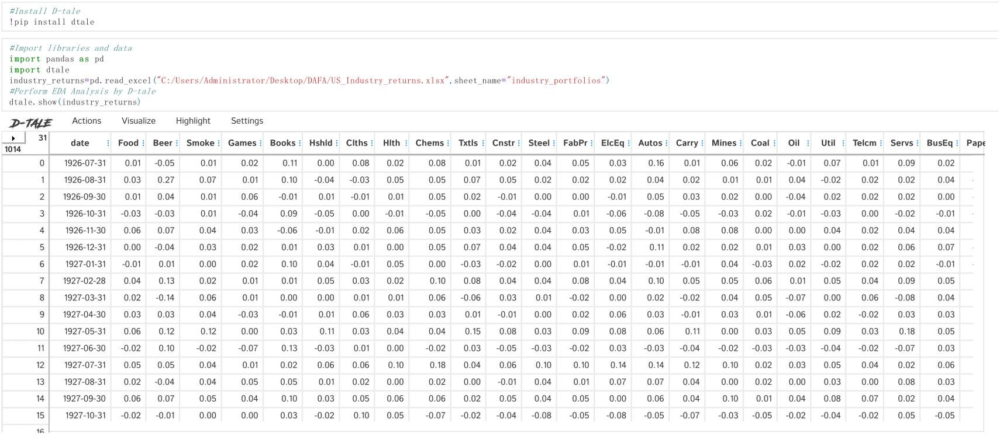 #Install D-tale
!pip install dtale
#Import libraries and data
import pandas as pd
import dtale
industry_returns=pd.read_excel("C:/Users/Administrator/Desktop/DAFA/US_Industry_returns.xlsx",sheet_name="industry_portfolios")
#Perform EDA Analysis by D-tale
dtale.show(industry_returns)
D-TALE Actions Visualize Highlight Settings
31 date Food Beer Smoke Games Books Hshld Clths Hlth Chems Txtls Cnstr Steel FabPr ElcEq Autos Carry Mines Coal Oil Util Telcm Servs BusEq Pape
1014
0 1926-07-31 0.01 -0.05 0.01 0.02 0.11 0.00 0.08 0.02 0.08 0.01 0.02 0.04 0.05 0.03 0.16 0.01 0.06 0.02 -0.01 0.07 0.01 0.09 0.02
1 1926-08-31 0.03 0.27 0.07 0.01 0.10 -0.04 -0.03 0.05 0.05 0.07 0.05 0.02 0.02 0.02 0.04 0.02 0.01 0.01 0.04 -0.02 0.02 0.02 0.04
2 1926-09-30 0.01 0.04 0.01 0.06 -0.01 0.01 -0.01 0.01 0.05 0.02 -0.01 0.00 0.00 -0.01 0.05 0.03 0.02 0.00 -0.04 0.02 0.02 0.02 0.00
3 1926-10-31 -0.03 -0.03 0.01 -0.04 0.09 -0.05 0.00 -0.01 -0.05 0.00 -0.04 -0.04 0.01 -0.06 -0.08 -0.05 -0.03 0.02 -0.01 -0.03 0.00 -0.02 -0.01
4 1926-11-30 0.06 0.07 0.04 0.03 -0.06 -0.01 0.02 0.06 0.05 0.03 0.02 0.04 0.03 0.05 -0.01 0.08 0.08 0.00 0.00 0.04 0.02 0.04 0.04
5 1926-12-31 0.00 -0.04 0.03 0.02 0.01 0.03 0.01 0.00 0.05 0.07 0.04 0.04 0.05 -0.02 0.11 0.02 0.02 0.01 0.03 0.00 0.02 0.06 0.07
6 1927-01-31 -0.01 0.01 0.00 0.02 0.10 0.04 -0.01 0.05 0.00 -0.03 -0.02 0.00 0.01 -0.01 -0.01 -0.01 0.04 -0.03 0.02 -0.02 0.02 0.02 -0.01
7 1927-02-28 0.04 0.13 0.02 0.01 0.01 0.05 0.03 0.02 0.10 0.08 0.04 0.04 0.08 0.04 0.10 0.05 0.05 0.06 0.01 0.05 0.04 0.09 0.05
8 1927-03-31 0.02 -0.14 0.06 0.01 0.00 0.00 0.01 0.01 0.06 -0.06 0.03 0.01 -0.02 0.00 0.02 -0.02 0.04 0.05 -0.07 0.00 0.06 -0.08 0.04
9 1927-04-30 0.03 0.03 0.04 -0.03 -0.01 0.01 0.06 0.03 0.03 0.01 -0.01 0.00 0.02 0.06 0.03 -0.01 0.03 0.01 -0.06 0.02 -0.02 0.03 0.03
10 1927-05-31 0.06 0.12 0.12 0.00 0.03 0.11 0.03 0.04 0.04 0.15 0.08 0.03 0.09 0.08 0.06 0.11 0.00 0.03 0.05 0.09 0.03 0.18 0.05
11 1927-06-30 -0.02 0.10 -0.02 -0.07 0.13 -0.03 0.01 0.00 -0.02 0.03 -0.05 -0.03 -0.02 0.03 -0.03 -0.04 -0.02 -0.03 -0.03 -0.04 -0.02 -0.07 0.03
12 1927-07-31 0.05 0.05 0.04 0.01 0.02 0.06 0.06 0.10 0.18 0.04 0.06 0.10 0.10 0.14 0.14 0.12 0.10 0.02 0.03 0.05 0.04 0.02 0.06
13 1927-08-31 0.02 -0.04 0.04 0.05 0.05 0.01 0.02 0.00 0.02 0.00 -0.01 0.04 0.01 0.07 0.07 0.04 0.00 0.02 0.00 0.03 0.00 0.08 0.03
14 1927-09-30 0.06 0.07 0.05 0.04 0.10 0.03 0.05 0.06 0.06 0.02 0.05 0.04 0.05 0.00 0.06 0.04 0.10 0.01 0.04 0.08 0.07 0.02 0.04
15 1927-10-31 -0.02 -0.01 0.00 0.00 0.03 -0.02 0.10 0.05 -0.07 -0.02 -0.04 -0.08 -0.05 -0.08 -0.05 -0.07 -0.03 -0.05 -0.02 -0.04 -0.02 0.05 -0.05
16